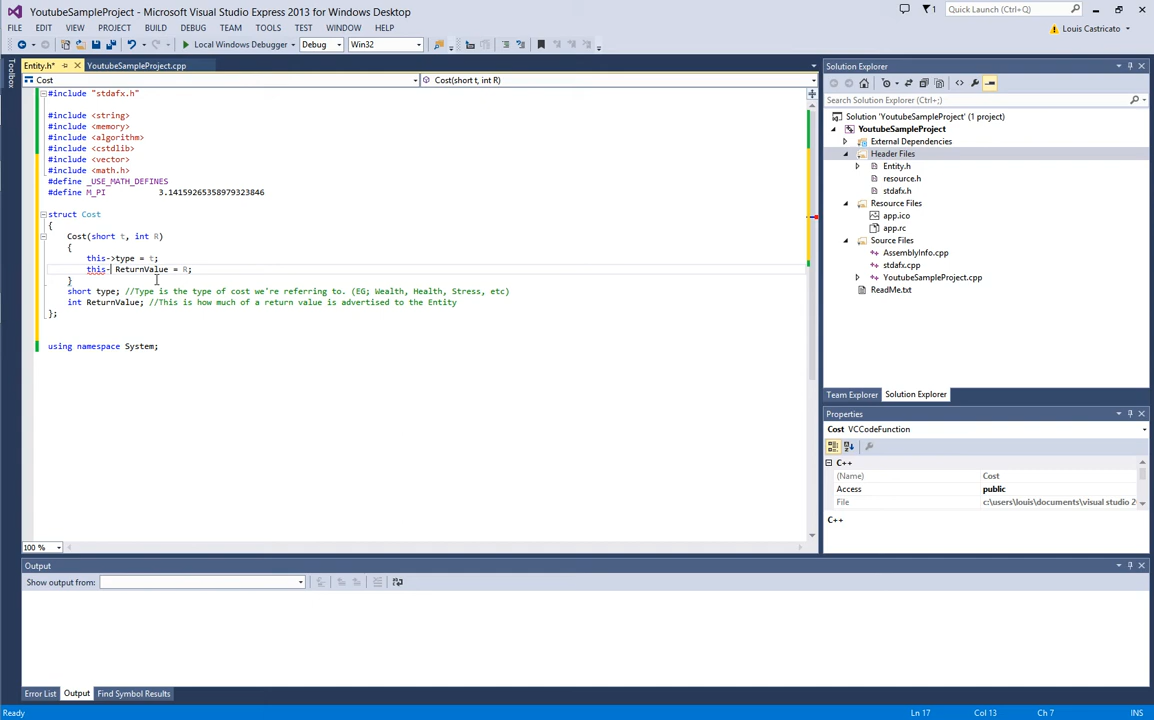 YoutubeSampleProject - Microsoft Visual Studio Express 2013 for Windows Desktop
1
Quick Launch (Ctrl+Q)
FILE EDIT VIEW PROJECT BUILD DEBUG TEAM TOOLS TEST WINDOW HELP
Louis Castricato
Local Windows Debugger Debug Win32
Toolbox
Entity.h* YoutubeSampleProject.cpp
Cost Cost(short t, int R)
#include "stdafx.h"
#include <string>
#include <memory>
#include <algorithm>
#include <cstdlib>
#include <vector>
#include <math.h>
#define _USE_MATH_DEFINES
#define M_PI 3.14159265358979323846
struct Cost
{
Cost(short t, int R)
{
this->type = t;
this- ReturnValue = R;
}
short type; //Type is the type of cost we're referring to. (EG; Wealth, Health, Stress, etc)
int ReturnValue; //This is how much of a return value is advertised to the Entity
};
using namespace System;
100 %
Solution Explorer
Search Solution Explorer (Ctrl+;)
Solution 'YoutubeSampleProject' (1 project)
YoutubeSampleProject
External Dependencies
Header Files
Entity.h
resource.h
stdafx.h
Resource Files
app.ico
app.rc
Source Files
AssemblyInfo.cpp
stdafx.cpp
YoutubeSampleProject.cpp
ReadMe.txt
Team Explorer Solution Explorer
Properties
Cost VCCodeFunction
C++
(Name) Cost
Access public
File c:\users\louis\documents\visual studio 2
C++
Output
Show output from:
Error List Output Find Symbol Results
Ready Ln 17 Col 13 Ch 7 INS